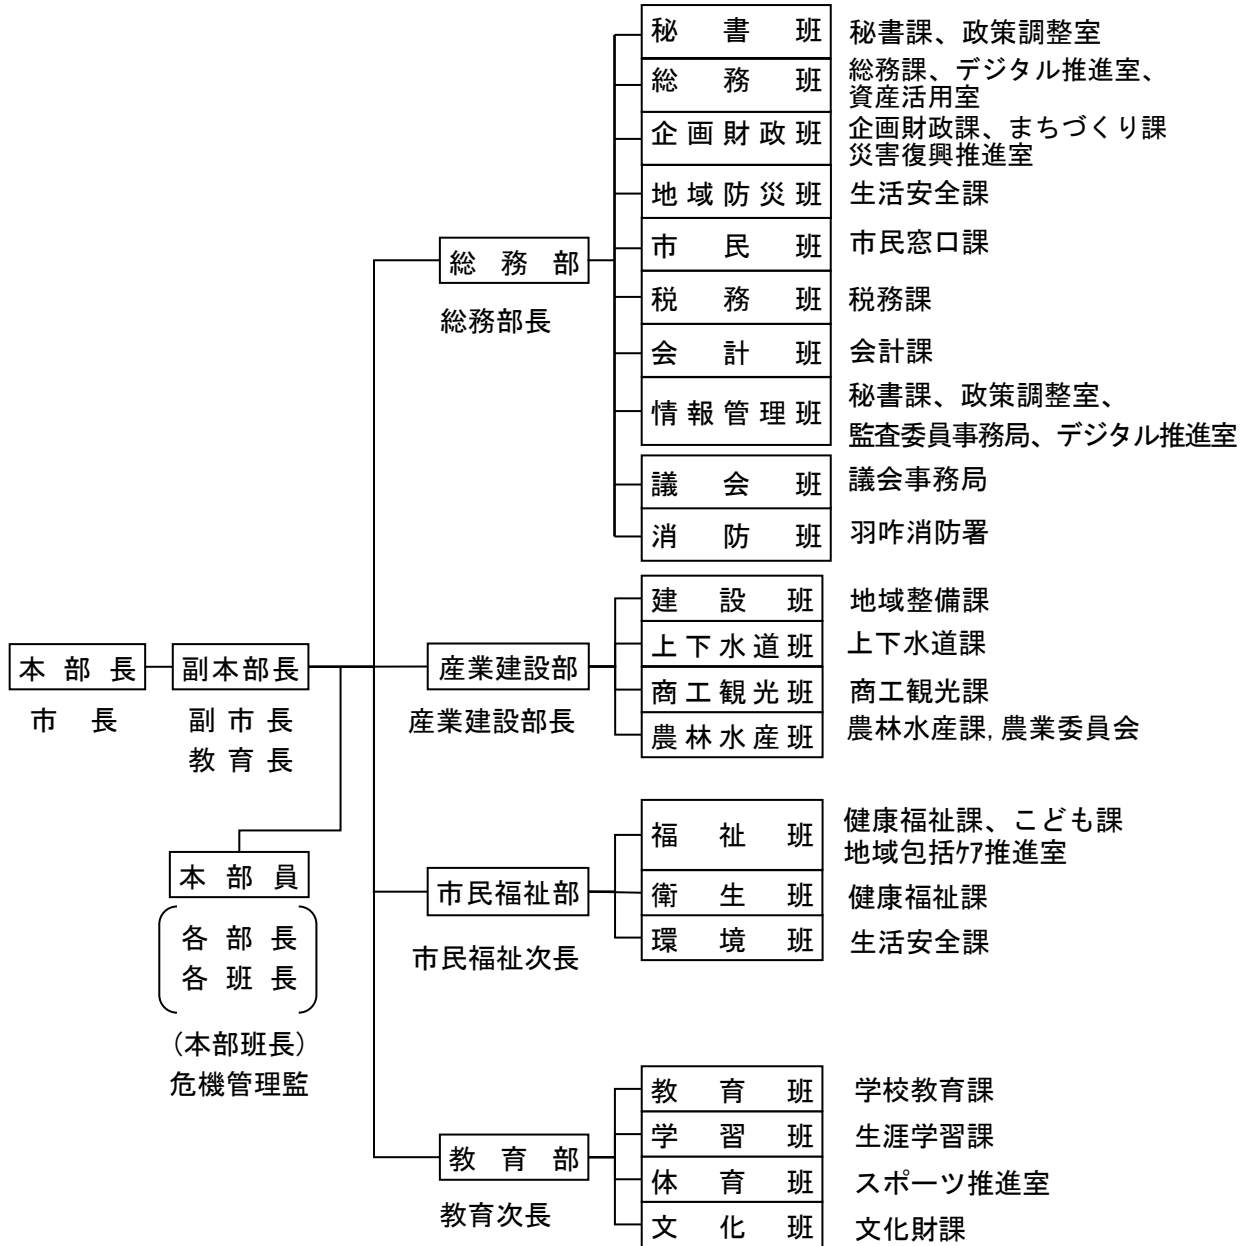 秘書班 秘書課、政策調整室
総務班 総務課、デジタル推進室、
資産活用室
企画財政班 企画財政課、まちづくり課
災害復興推進室
地域防災班 生活安全課
市民班 市民窓口課
総務部
総務部長
税務班 税務課
会計班 会計課
情報管理班 秘書課、政策調整室、
監査委員事務局、デジタル推進室
議会班 議会事務局
消防班 羽咋消防署
本部長 副本部長
市長 副市長
教育長
本部員
各部長
各班長
(本部班長)
危機管理監
産業建設部
産業建設部長
建設班 地域整備課
上下水道班 上下水道課
商工観光班 商工観光課
農林水産班 農林水産課,農業委員会
市民福祉部
市民福祉次長
福祉班 健康福祉課、こども課
地域包括ケア推進室
衛生班 健康福祉課
環境班 生活安全課
教育部
教育次長
教育班 学校教育課
学習班 生涯学習課
体育班 スポーツ推進室
文化班 文化財課